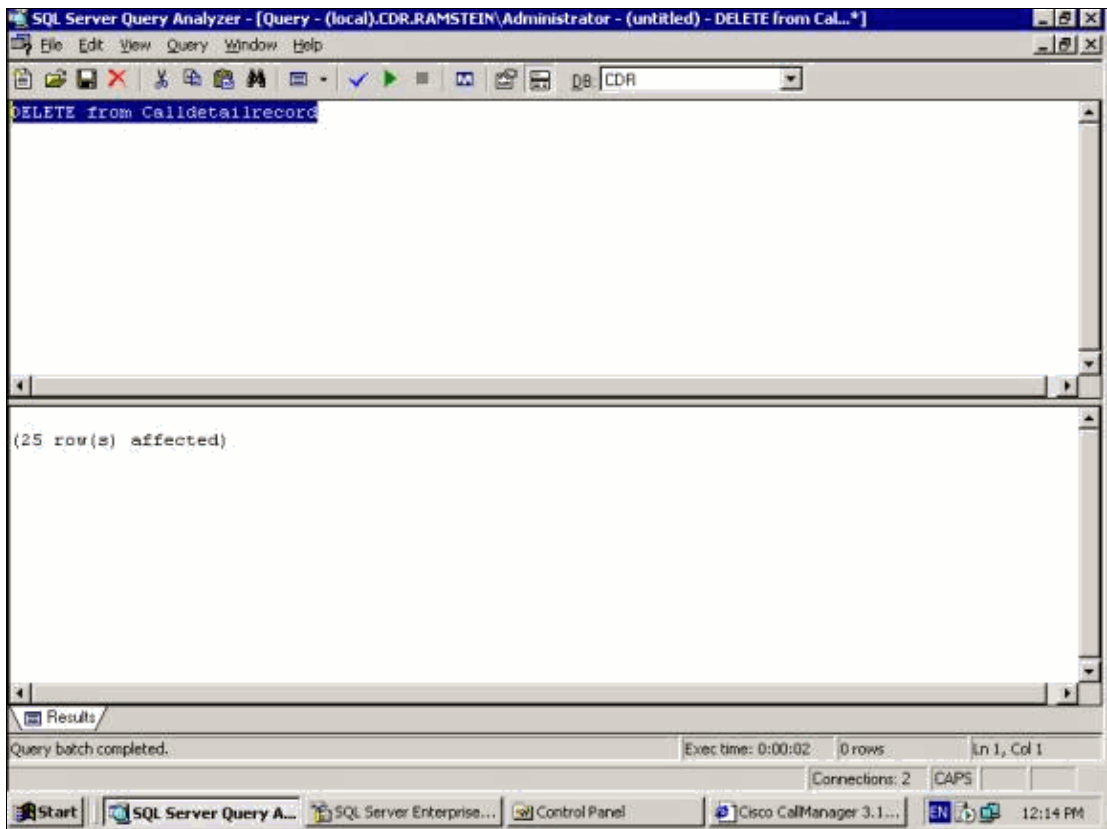 SQL Server Query Analyzer - [Query - (local).CDR.RAMSTEIN\Administrator - (untitled) - DELETE from Cal...*]
File Edit View Query Window Help
DB: CDR
DELETE from Calldetailrecord
(25 row(s) affected)
Results
Query batch completed. Exec time: 0:00:02 0 rows Ln 1, Col 1
Connections: 2 CAPS
Start SQL Server Query A... SQL Server Enterprise... Control Panel Cisco CallManager 3.1... EN 12:14 PM